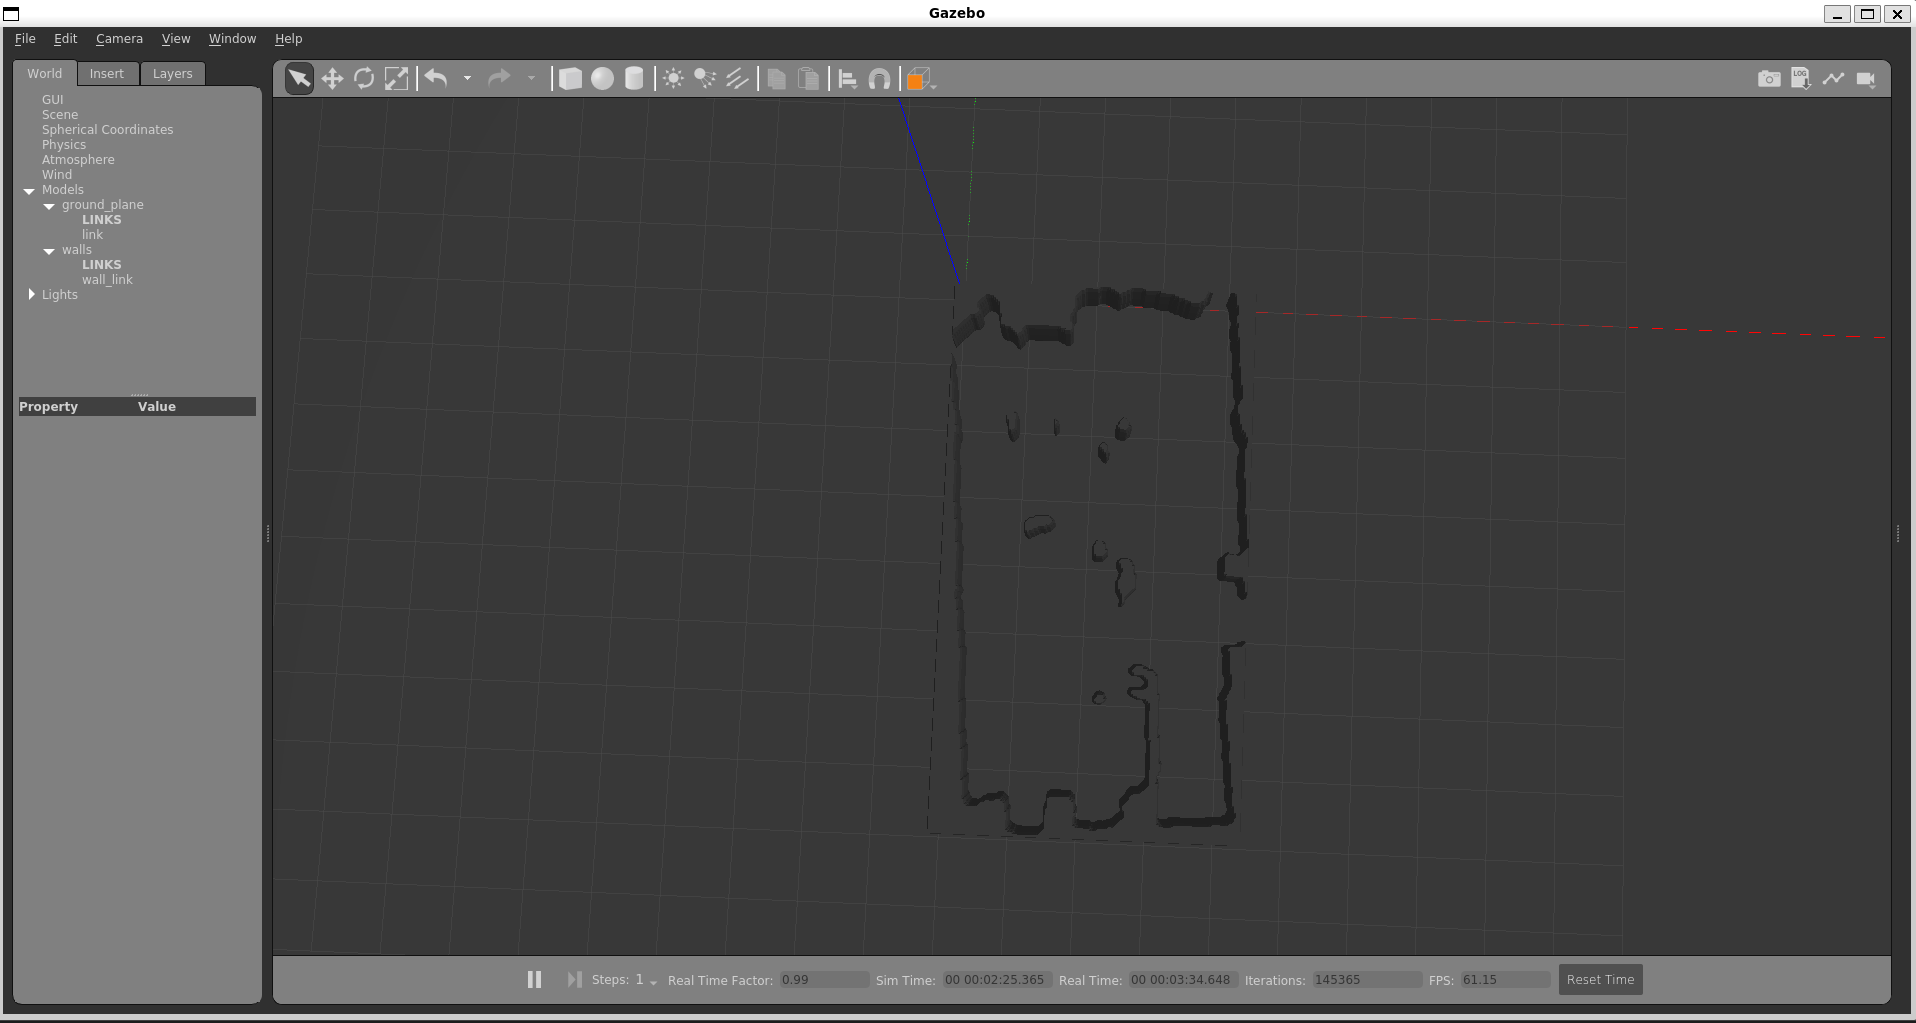 Gazebo
File Edit Camera View Window Help
World Insert Layers
LOG
GUI
Scene
Spherical Coordinates
Physics
Atmosphere
Wind
Models
ground_plane
LINKS
link
walls
LINKS
wall_link
Lights
Property Value
Steps: 1 Real Time Factor: 0.99 Sim Time: 00 00:02:25.365 Real Time: 00 00:03:34.648 Iterations: 145365 FPS: 61.15 Reset Time